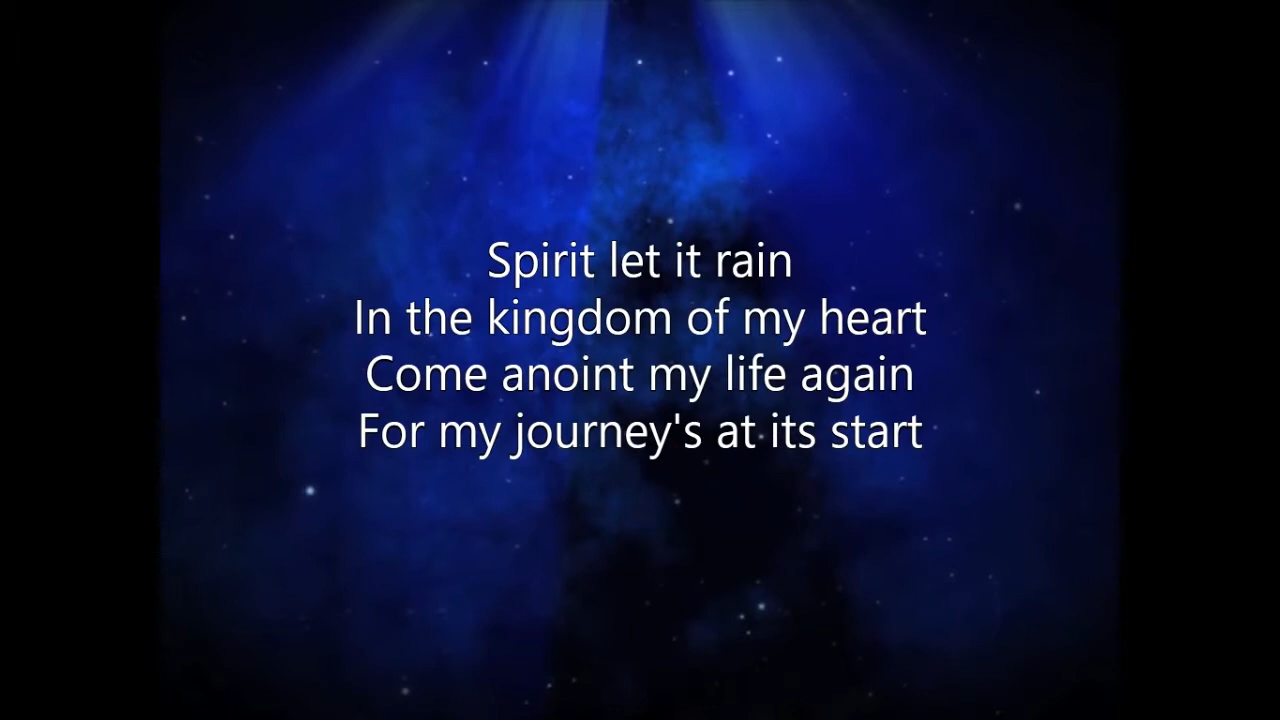 Spirit let it rain
In the kingdom of my heart
Come anoint my life again
For my journey's at its start